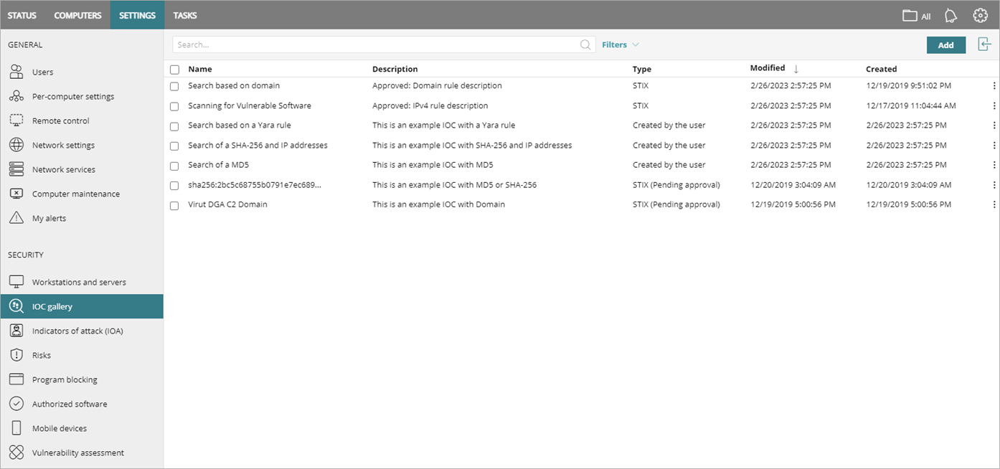 STATUS COMPUTERS SETTINGS TASKS All
GENERAL
Users
Per-computer settings
Remote control
Network settings
Network services
Computer maintenance
My alerts
SECURITY
Workstations and servers
IOC gallery
Indicators of attack (IOA)
Risks
Program blocking
Authorized software
Mobile devices
Vulnerability assessment
Search... Filters Add
Name Description Type Modified Created
Search based on domain Approved: Domain rule description STIX 2/26/2023 2:57:25 PM 12/19/2019 9:51:02 PM
Scanning for Vulnerable Software Approved: IPv4 rule description STIX 2/26/2023 2:57:25 PM 12/17/2019 11:04:44 AM
Search based on a Yara rule This is an example IOC with a Yara rule Created by the user 2/26/2023 2:57:25 PM 2/26/2023 2:57:25 PM
Search of a SHA-256 and IP addresses This is an example IOC with SHA-256 and IP addresses Created by the user 2/26/2023 2:57:25 PM 2/26/2023 2:57:25 PM
Search of a MD5 This is an example IOC with MD5 Created by the user 2/26/2023 2:57:25 PM 2/26/2023 2:57:25 PM
sha256:2bc5c68755b0791e7ec689... This is an example IOC with MD5 or SHA-256 STIX (Pending approval) 12/20/2019 3:04:09 AM 12/20/2019 3:04:09 AM
Virut DGA C2 Domain This is an example IOC with Domain STIX (Pending approval) 12/19/2019 5:00:56 PM 12/19/2019 5:00:56 PM